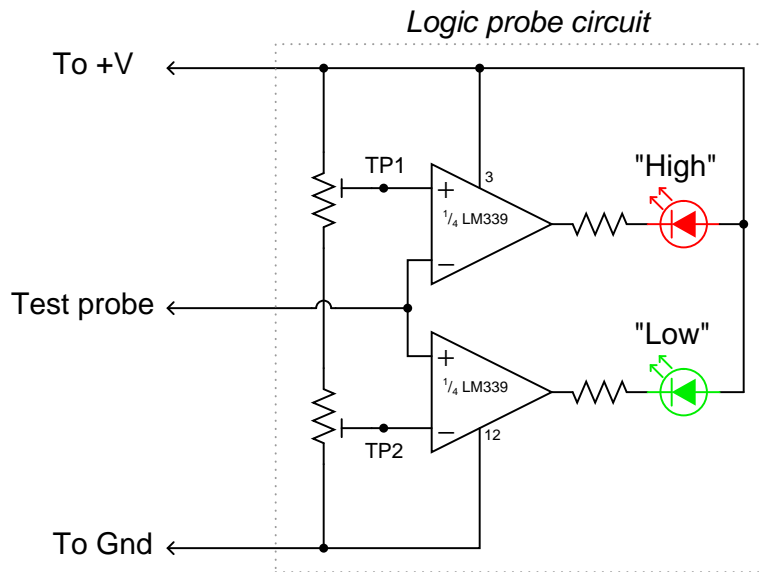 Logic probe circuit
To +V
TP1
3
"High"
+
1/4 LM339
−
Test probe
"Low"
+
1/4 LM339
−
12
TP2
To Gnd